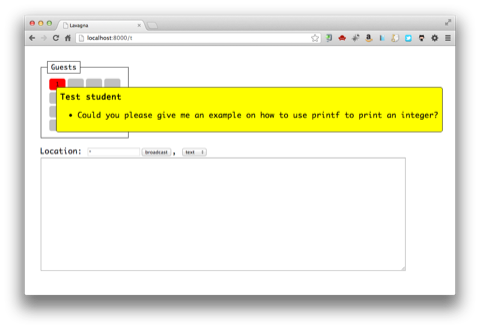 Lavagna
localhost:8000/t
Guests
Test student
• Could you please give me an example on how to use printf to print an integer?
Location: * broadcast , text